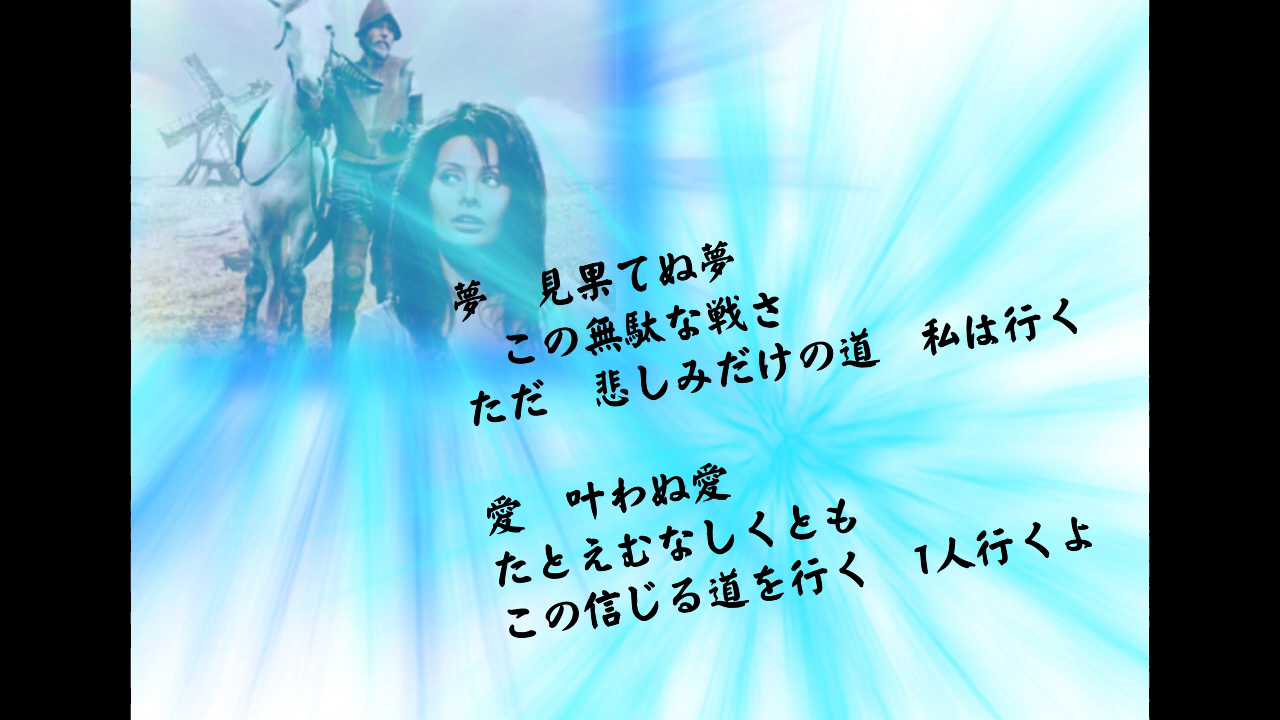 夢　見果てぬ夢
この無駄な戦さ
ただ　悲しみだけの道　私は行く
愛　叶わぬ愛
たとえむなしくとも
この信じる道を行く　1人行くよ